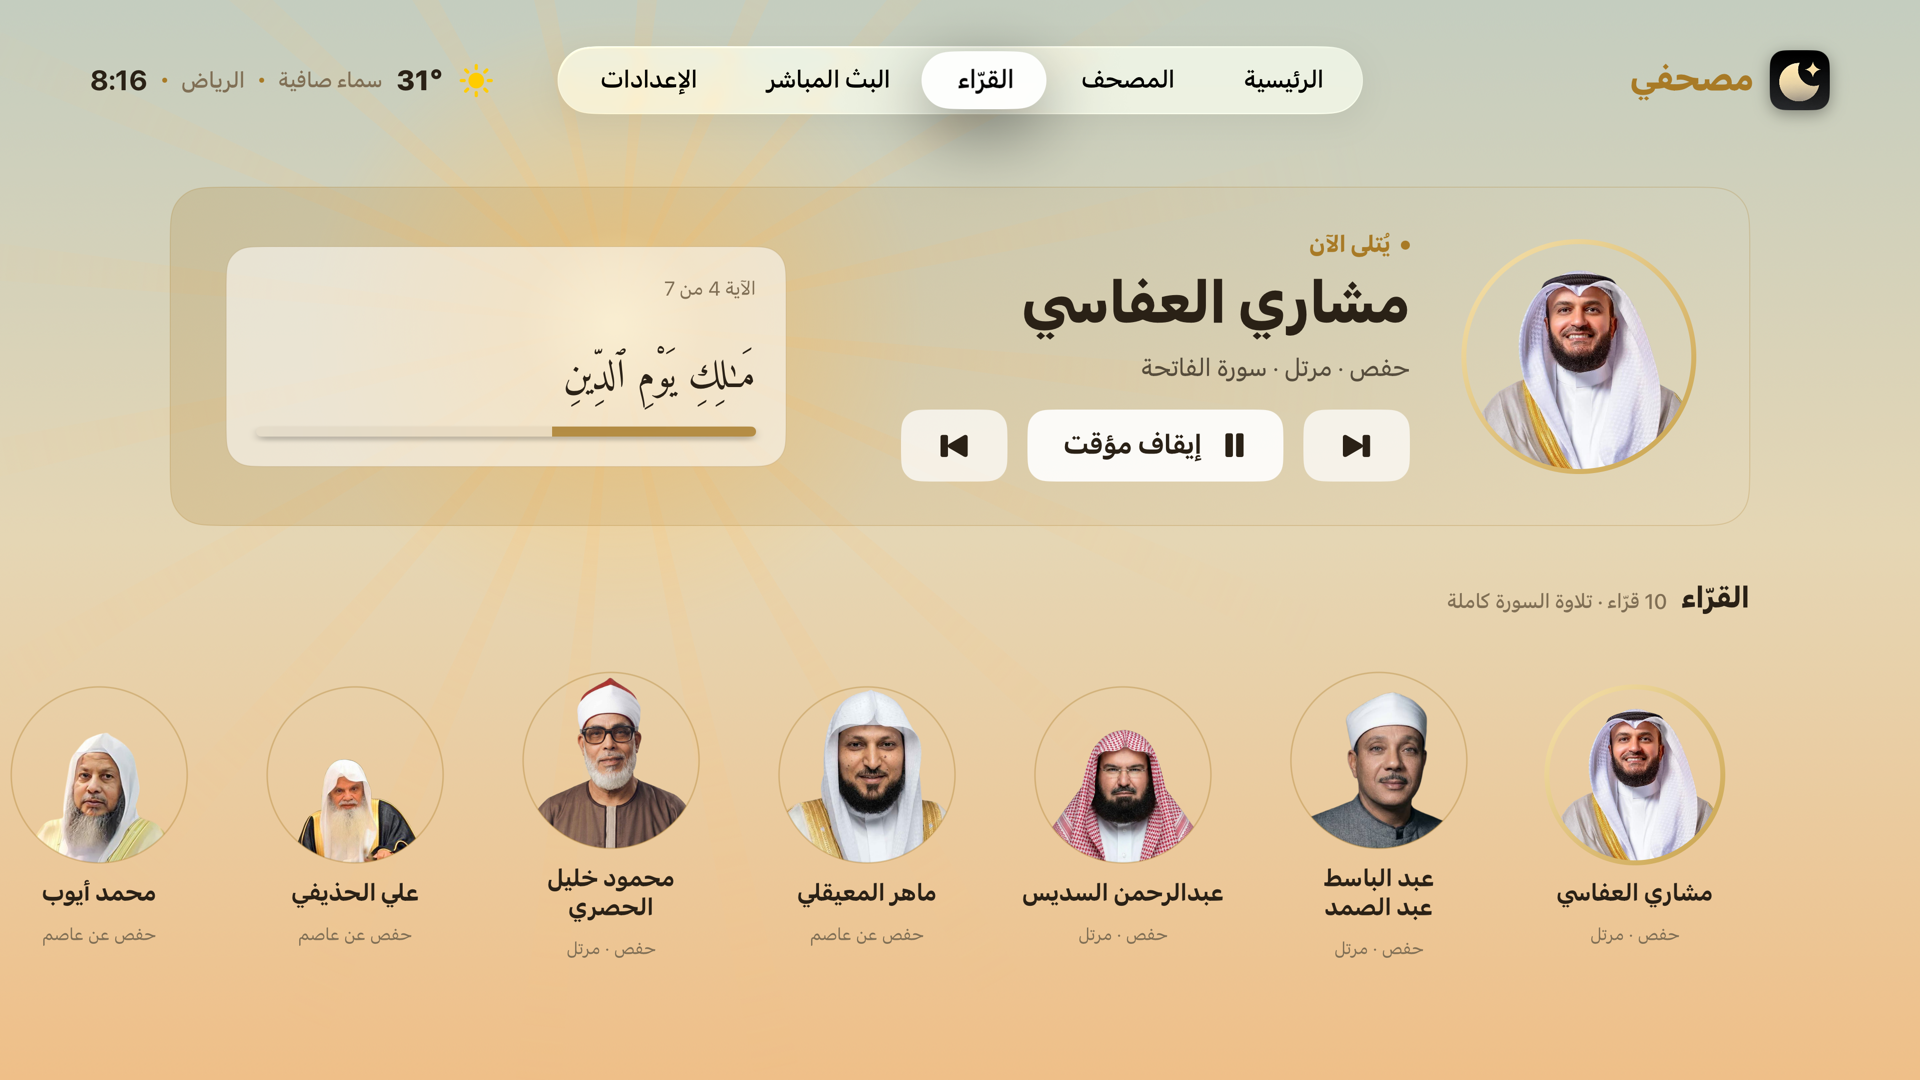 مصحفي
الرئيسية
المصحف
القرّاء
البث المباشر
الإعدادات
31° سماء صافية • الرياض • 8:16
• يُتلى الآن
مشاري العفاسي
حفص · مرتل · سورة الفاتحة
إيقاف مؤقت
الآية 4 من 7
مَـٰلِكِ يَوْمِ ٱلدِّينِ
القرّاء 10 قرّاء · تلاوة السورة كاملة
مشاري العفاسي
حفص · مرتل
عبد الباسط
عبد الصمد
حفص · مرتل
عبدالرحمن السديس
حفص · مرتل
ماهر المعيقلي
حفص عن عاصم
محمود خليل
الحصري
حفص · مرتل
علي الحذيفي
حفص عن عاصم
محمد أيوب
حفص عن عاصم